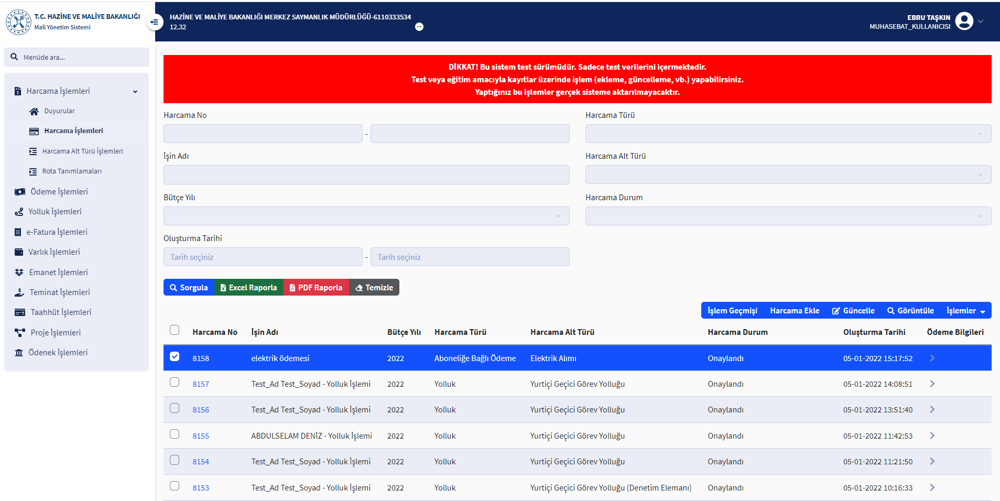 T.C. HAZİNE VE MALİYE BAKANLIĞI
Mali Yönetim Sistemi
HAZİNE VE MALİYE BAKANLIĞI MERKEZ SAYMANLIK MÜDÜRLÜĞÜ-6110333534
12.32
EBRU TAŞKIN
MUHASEBAT_KULLANICISI
Menüde ara...
Harcama İşlemleri
Duyurular
Harcama İşlemleri
Harcama Alt Türü İşlemleri
Rota Tanımlamaları
Ödeme İşlemleri
Yolluk İşlemleri
e-Fatura İşlemleri
Varlık İşlemleri
Emanet İşlemleri
Teminat İşlemleri
Taahhüt İşlemleri
Proje İşlemleri
Ödenek İşlemleri
DİKKAT! Bu sistem test sürümüdür. Sadece test verilerini içermektedir.
Test veya eğitim amacıyla kayıtlar üzerinde işlem (ekleme, güncelleme, vb.) yapabilirsiniz.
Yaptığınız bu işlemler gerçek sisteme aktarılmayacaktır.
Harcama No
-
Harcama Türü
İşin Adı
Harcama Alt Türü
Bütçe Yılı
Harcama Durum
Oluşturma Tarihi
Tarih seçiniz - Tarih seçiniz
Sorgula Excel Raporla PDF Raporla Temizle
İşlem Geçmişi Harcama Ekle Güncelle Görüntüle İşlemler
Harcama No İşin Adı Bütçe Yılı Harcama Türü Harcama Alt Türü Harcama Durum Oluşturma Tarihi Ödeme Bilgileri
8158 elektrik ödemesi 2022 Aboneliğe Bağlı Ödeme Elektrik Alımı Onaylandı 05-01-2022 15:17:52
8157 Test_Ad Test_Soyad - Yolluk İşlemi 2022 Yolluk Yurtiçi Geçici Görev Yolluğu Onaylandı 05-01-2022 14:08:51
8156 Test_Ad Test_Soyad - Yolluk İşlemi 2022 Yolluk Yurtiçi Geçici Görev Yolluğu Onaylandı 05-01-2022 13:51:40
8155 ABDULSELAM DENİZ - Yolluk İşlemi 2022 Yolluk Yurtiçi Geçici Görev Yolluğu Onaylandı 05-01-2022 11:42:53
8154 Test_Ad Test_Soyad - Yolluk İşlemi 2022 Yolluk Yurtiçi Geçici Görev Yolluğu Onaylandı 05-01-2022 11:21:50
8153 Test_Ad Test_Soyad - Yolluk İşlemi 2022 Yolluk Yurtiçi Geçici Görev Yolluğu (Denetim Elemanı) Onaylandı 05-01-2022 10:16:33